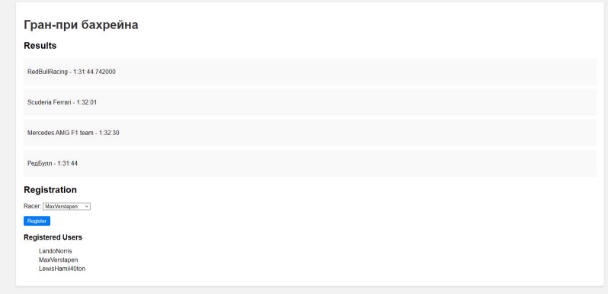 Гран-при бахрейна
Results
RedBullRacing - 1:31:44.742000
Scuderia Ferrari - 1:32:01
Mercedes AMG F1 team - 1:32:30
РедБулл - 1:31:44
Registration
Racer: MaxVerstapen
Register
Registered Users
LandoNorris
MaxVerstapen
LewisHamil40ton